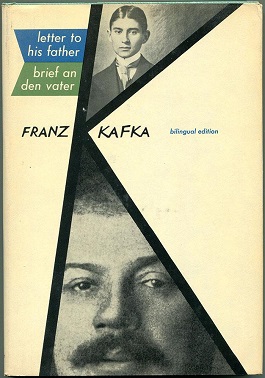 letter to
his father
brief an
den vater
FRANZ KAFKA
bilingual edition